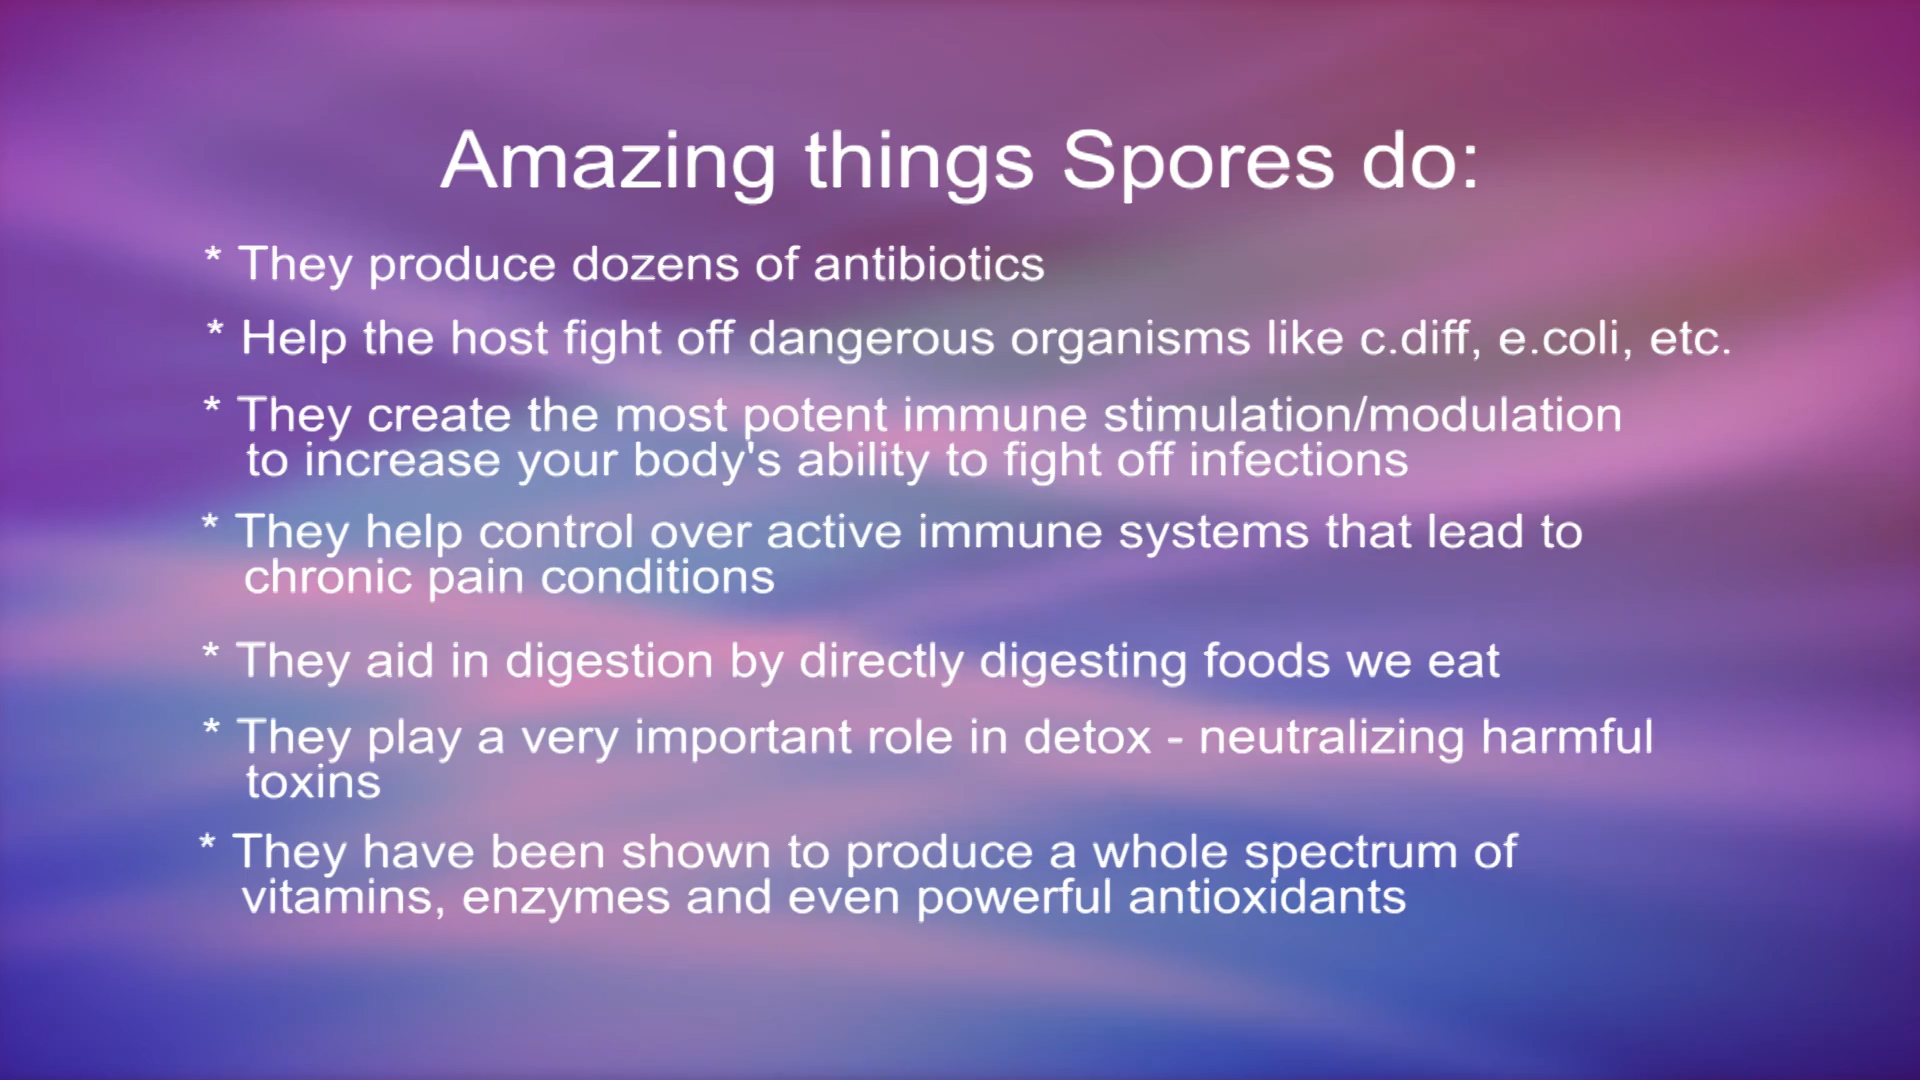 Amazing things Spores do:
* They produce dozens of antibiotics
* Help the host fight off dangerous organisms like c.diff, e.coli, etc.
* They create the most potent immune stimulation/modulation
to increase your body's ability to fight off infections
* They help control over active immune systems that lead to
chronic pain conditions
* They aid in digestion by directly digesting foods we eat
* They play a very important role in detox - neutralizing harmful
toxins
* They have been shown to produce a whole spectrum of
vitamins, enzymes and even powerful antioxidants